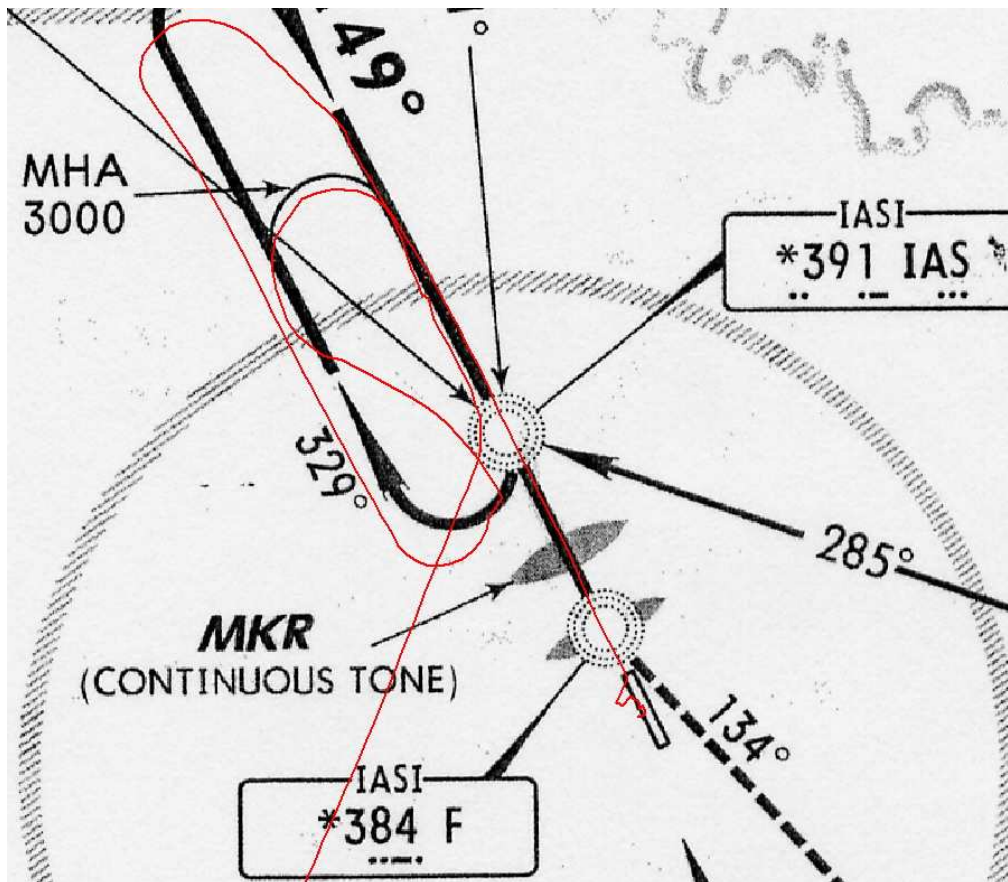 49°
MHA
3000
IASI
*391 IAS
329°
285°
MKR
(CONTINUOUS TONE)
134°
IASI
*384 F